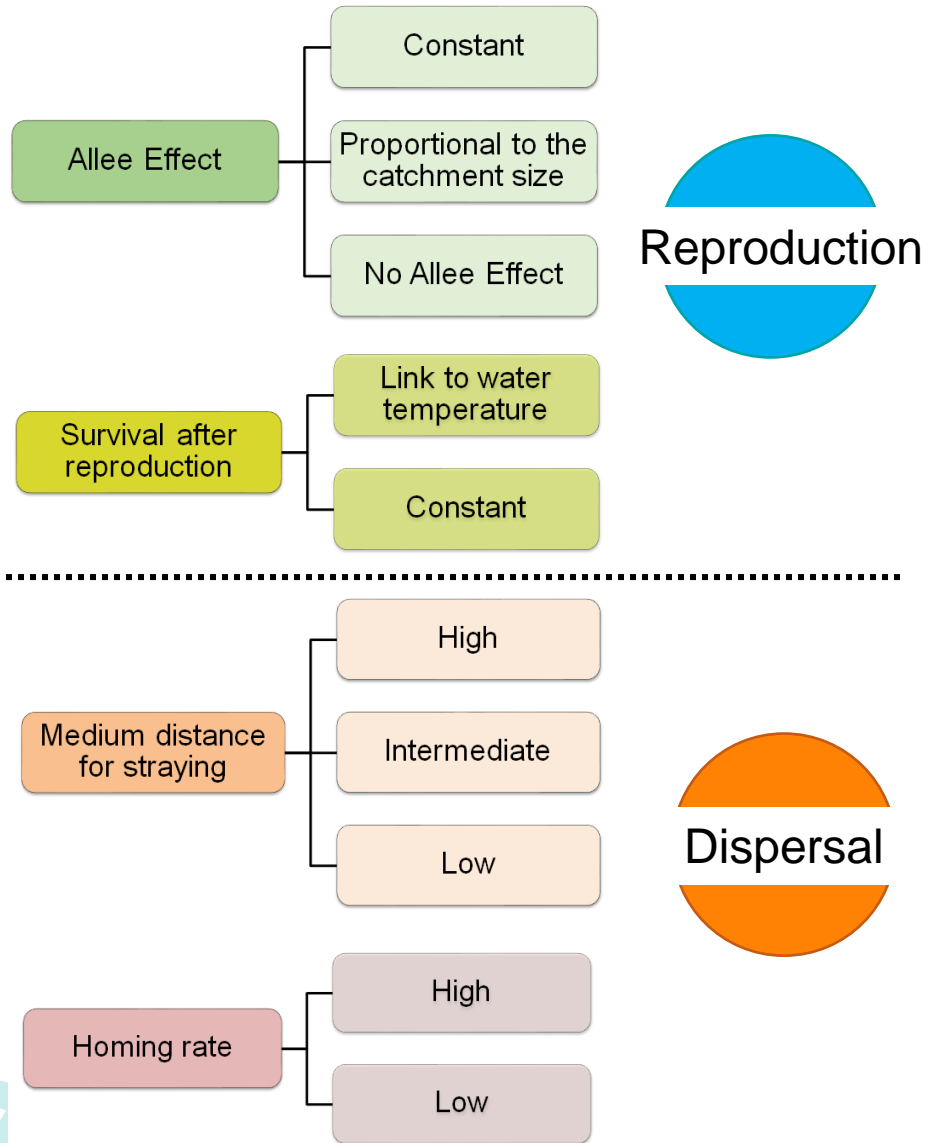 Constant
Allee Effect
Proportional to the
catchment size
No Allee Effect
Reproduction
Survival after
reproduction
Link to water
temperature
Constant
Medium distance
for straying
High
Intermediate
Low
Dispersal
Homing rate
High
Low